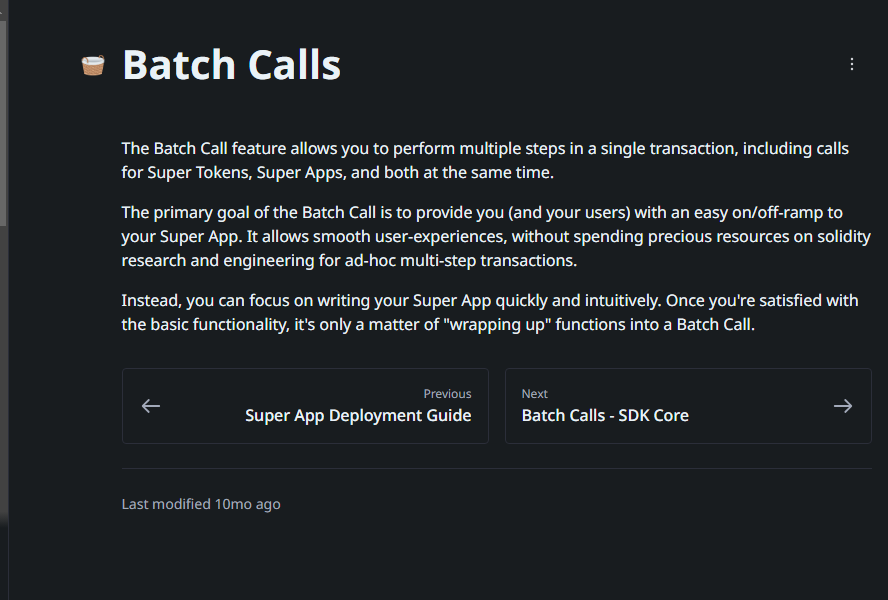 Batch Calls
The Batch Call feature allows you to perform multiple steps in a single transaction, including calls
for Super Tokens, Super Apps, and both at the same time.
The primary goal of the Batch Call is to provide you (and your users) with an easy on/off-ramp to
your Super App. It allows smooth user-experiences, without spending precious resources on solidity
research and engineering for ad-hoc multi-step transactions.
Instead, you can focus on writing your Super App quickly and intuitively. Once you're satisfied with
the basic functionality, it's only a matter of "wrapping up" functions into a Batch Call.
Previous
Super App Deployment Guide
Next
Batch Calls - SDK Core
Last modified 10mo ago